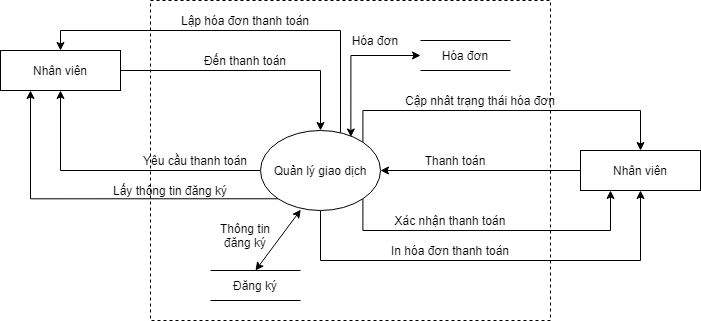 Lập hóa đơn thanh toán
Hóa đơn
Hóa đơn
Nhân viên
Đến thanh toán
Cập nhât trạng thái hóa đơn
Yêu cầu thanh toán
Thanh toán
Quản lý giao dịch
Nhân viên
Lấy thông tin đăng ký
Thông tin
đăng ký
Xác nhận thanh toán
In hóa đơn thanh toán
Đăng ký